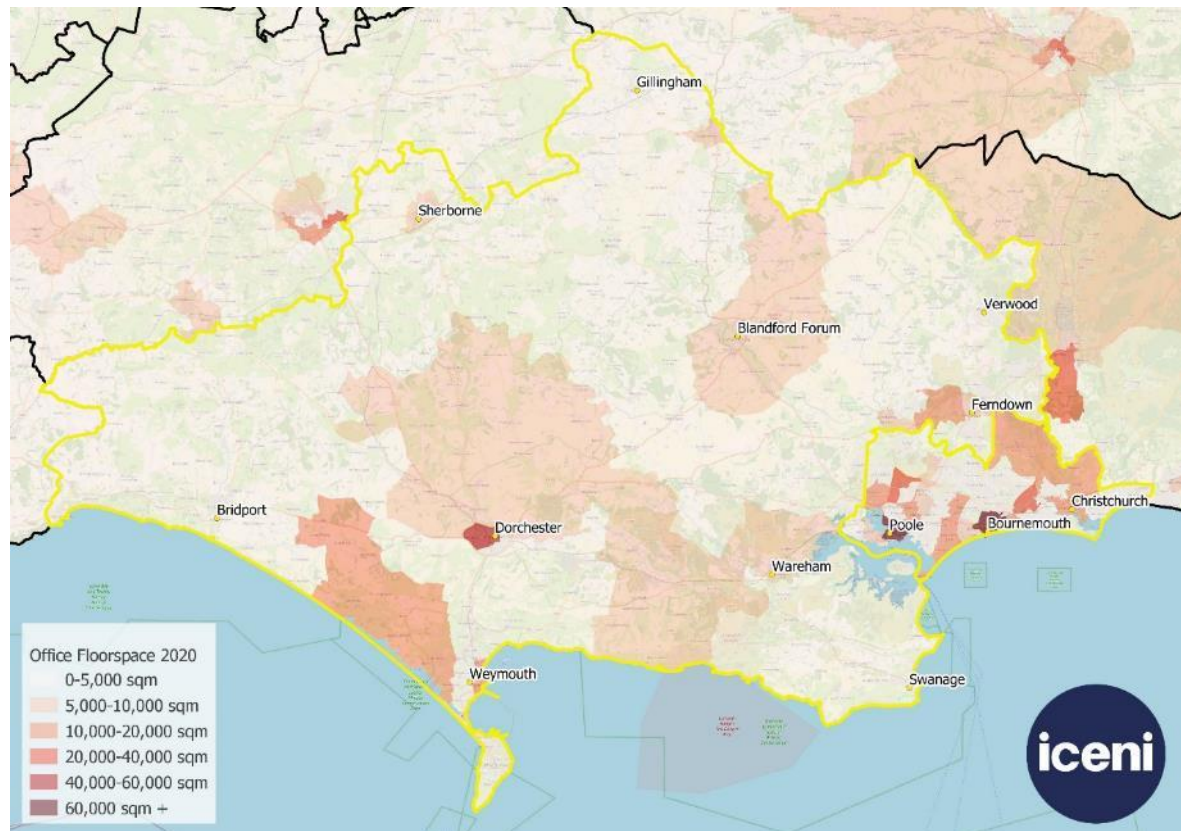 Gillingham
Sherborne
Verwood
Blandford Forum
Ferndown
Christchurch
Bridport
Dorchester
Poole
Bournemouth
Wareham
Weymouth
Swanage
Office Floorspace 2020
0-5,000 sqm
5,000-10,000 sqm
10,000-20,000 sqm
20,000-40,000 sqm
40,000-60,000 sqm
60,000 sqm +
iceni